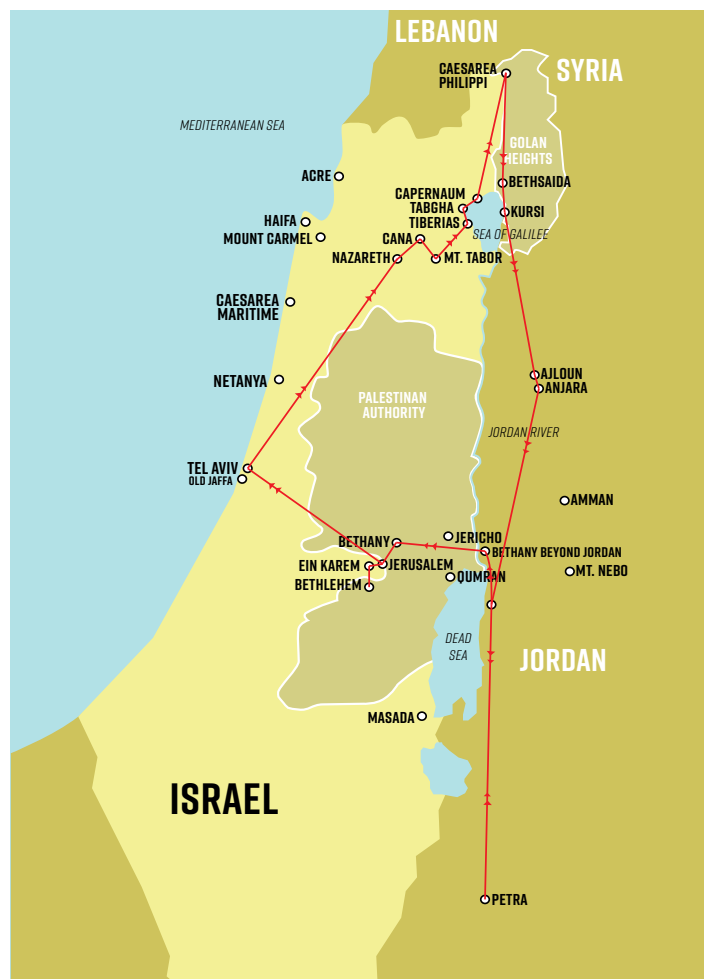 LEBANON
CAESAREA
PHILIPPI
SYRIA
MEDITERRANEAN SEA
GOLAN
HEIGHTS
ACRE
BETHSAIDA
CAPERNAUM
TABGHA
KURSI
HAIFA
TIBERIAS
MOUNT CARMEL
CANA
SEA OF GALILEE
NAZARETH
MT. TABOR
CAESAREA
MARITIME
NETANYA
AJLOUN
ANJARA
PALESTINAN
AUTHORITY
JORDAN RIVER
TEL AVIV
OLD JAFFA
AMMAN
JERICHO
BETHANY
BETHANY BEYOND JORDAN
EIN KAREM
JERUSALEM
MT. NEBO
QUMRAN
BETHLEHEM
DEAD
SEA
JORDAN
MASADA
ISRAEL
PETRA